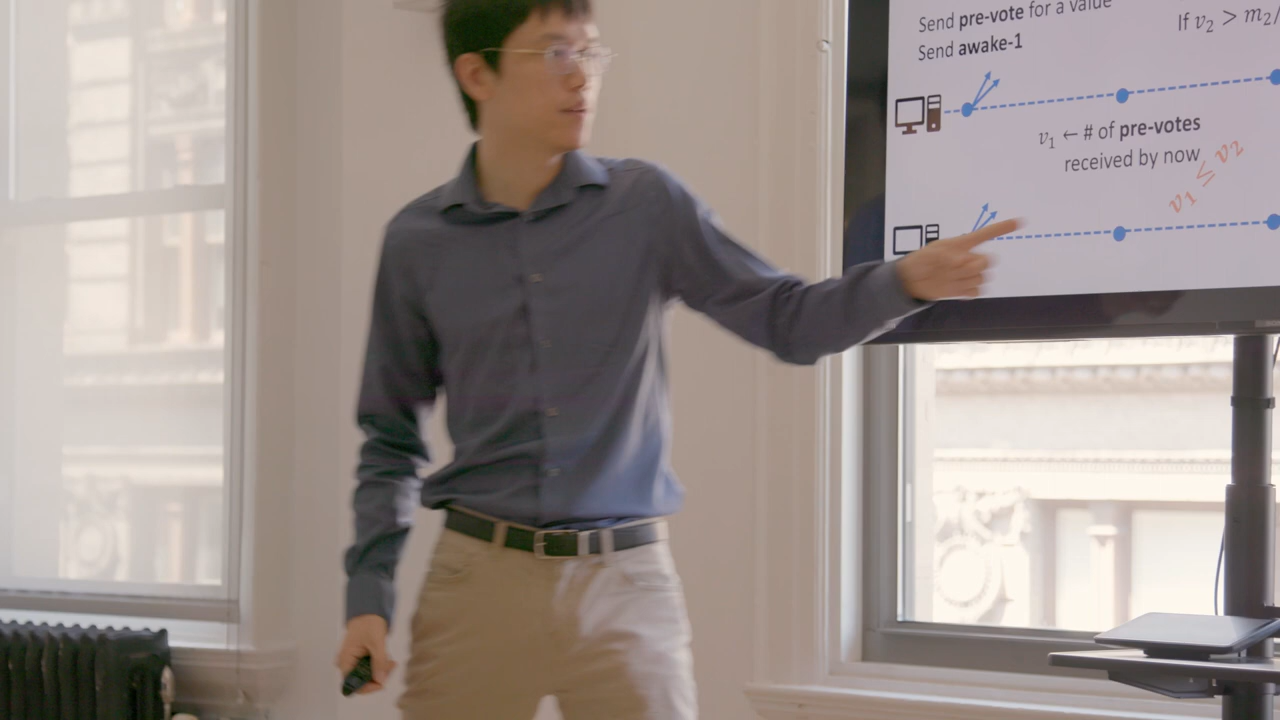 Send pre-vote for a value
Send awake-1
If v₂ > m₂/
v₁ ← # of pre-votes
received by now
v₁ ≤ v₂